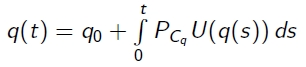 q(t) = q₀ + ∫₀ᵗ P_{C_q} U(q(s)) ds